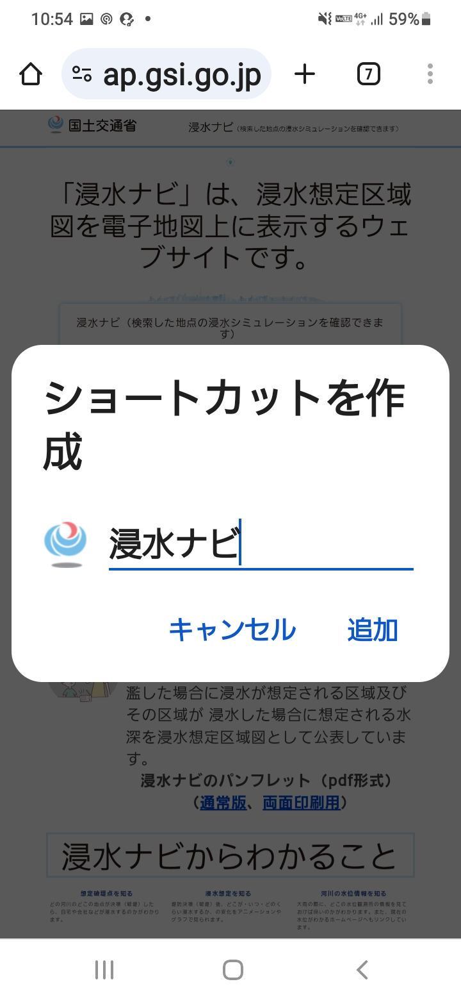 10:54
VoLTE 4G+ 59%
ap.gsi.go.jp
7
国土交通省
浸水ナビ（検索した地点の浸水シミュレーションを確認できます）
「浸水ナビ」は、浸水想定区域
図を電子地図上に表示するウェ
ブサイトです。
浸水ナビ（検索した地点の浸水シミュレーションを確認できま
す）
ショートカットを作
成
浸水ナビ
キャンセル 追加
濫した場合に浸水が想定される区域及び
その区域が 浸水した場合に想定される水
深を浸水想定区域図として公表していま
す。
浸水ナビのパンフレット（pdf形式）
（通常版、両面印刷用）
浸水ナビからわかること
想定破堤点を知る
どの河川のどこの地点が決壊（破堤）した
ら、自宅や会社などが浸水するのかがわかり
ます。
浸水想定を知る
堤防決壊（破堤）後、どこが・いつ・どのく
らい浸水するか、の変化をアニメーションや
グラフで見られます。
河川の水位情報を知る
大雨の際に、どこの水位観測所の情報を見て
おけば良いのかがわかります。また、現在の
水位がわかるホームページへもリンクしてい
ます。